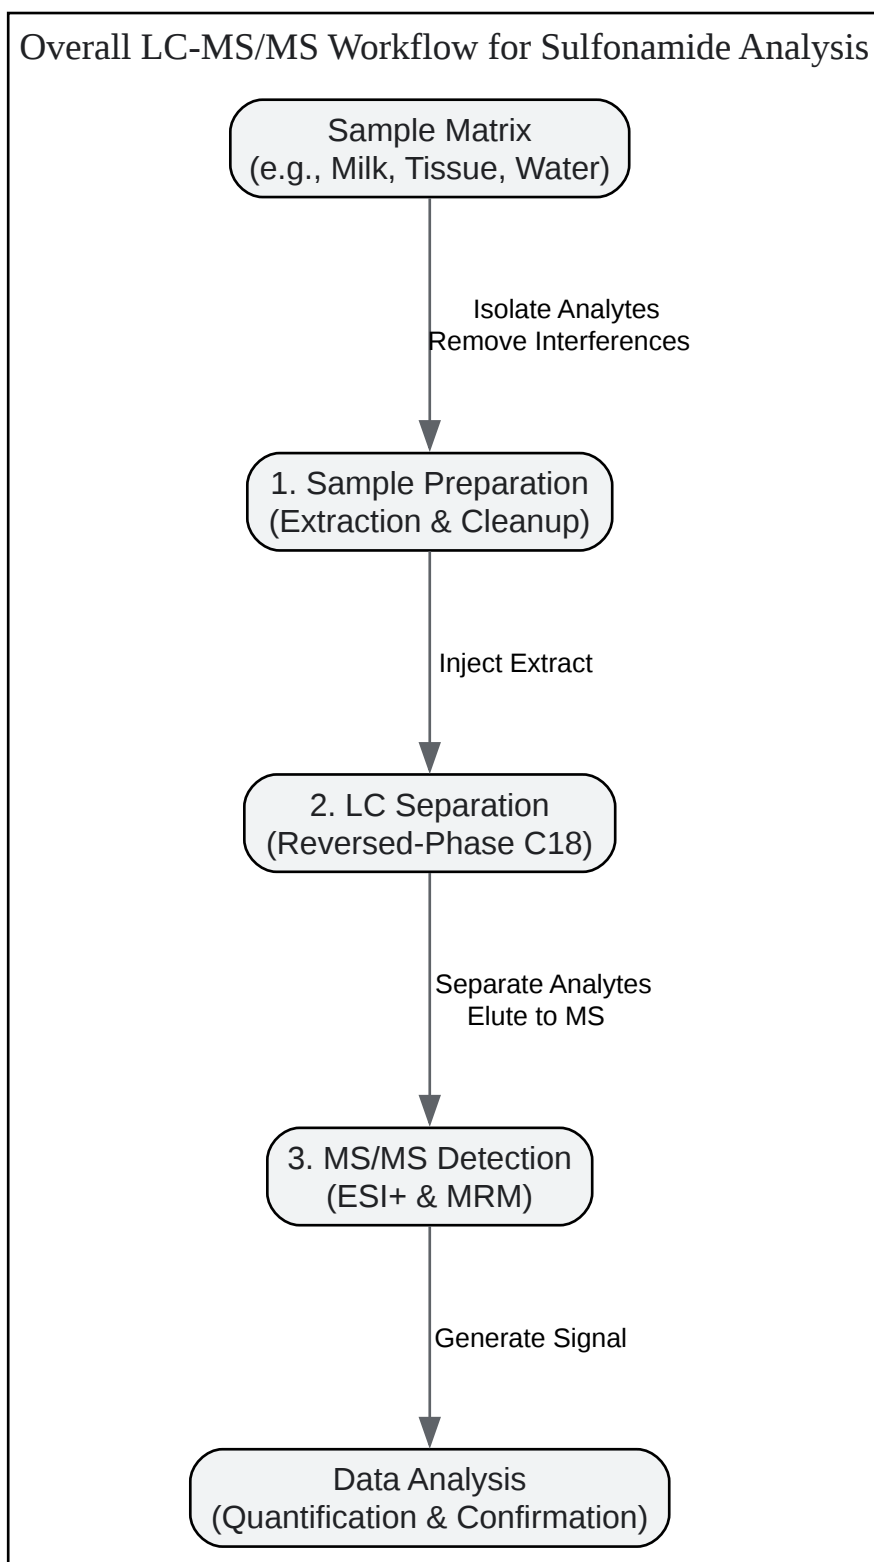 Overall LC-MS/MS Workflow for Sulfonamide Analysis
Sample Matrix
(e.g., Milk, Tissue, Water)
Isolate Analytes
Remove Interferences
1. Sample Preparation
(Extraction & Cleanup)
Inject Extract
2. LC Separation
(Reversed-Phase C18)
Separate Analytes
Elute to MS
3. MS/MS Detection
(ESI+ & MRM)
Generate Signal
Data Analysis
(Quantification & Confirmation)